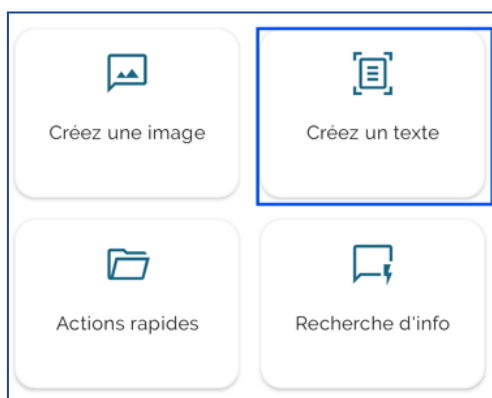 Créez une image
Créez un texte
Actions rapides
Recherche d'info